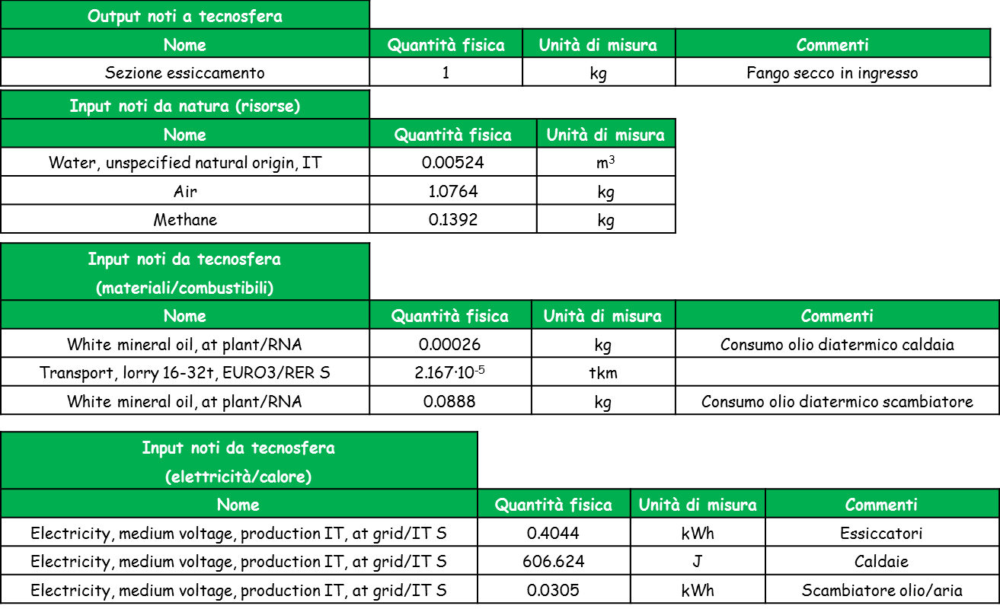 Output noti a tecnosfera
Nome Quantità fisica Unità di misura Commenti
Sezione essiccamento 1 kg Fango secco in ingresso
Input noti da natura (risorse)
Nome Quantità fisica Unità di misura
Water, unspecified natural origin, IT 0.00524 m³
Air 1.0764 kg
Methane 0.1392 kg
Input noti da tecnosfera
(materiali/combustibili)
Nome Quantità fisica Unità di misura Commenti
White mineral oil, at plant/RNA 0.00026 kg Consumo olio diatermico caldaia
Transport, lorry 16-32t, EURO3/RER S 2.167·10⁻⁵ tkm
White mineral oil, at plant/RNA 0.0888 kg Consumo olio diatermico scambiatore
Input noti da tecnosfera
(elettricità/calore)
Nome Quantità fisica Unità di misura Commenti
Electricity, medium voltage, production IT, at grid/IT S 0.4044 kWh Essiccatori
Electricity, medium voltage, production IT, at grid/IT S 606.624 J Caldaie
Electricity, medium voltage, production IT, at grid/IT S 0.0305 kWh Scambiatore olio/aria